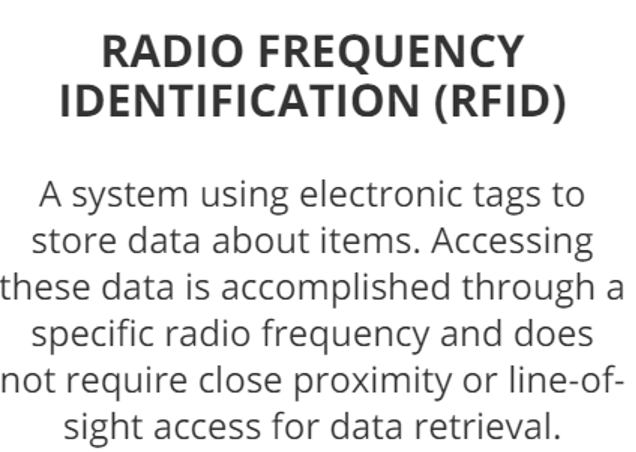 RADIO FREQUENCY
IDENTIFICATION (RFID)
A system using electronic tags to
store data about items. Accessing
these data is accomplished through a
specific radio frequency and does
not require close proximity or line-of-
sight access for data retrieval.